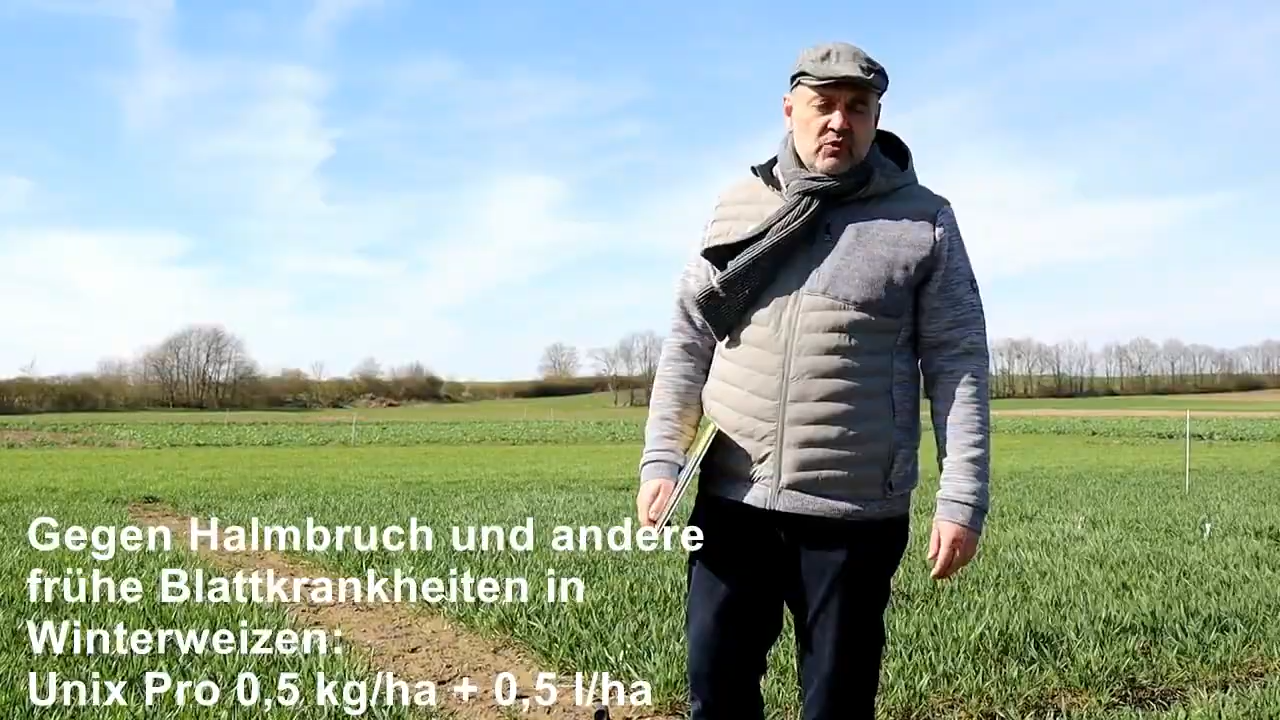 Gegen Halmbruch und andere
frühe Blattkrankheiten in
Winterweizen:
Unix Pro 0,5 kg/ha + 0,5 l/ha